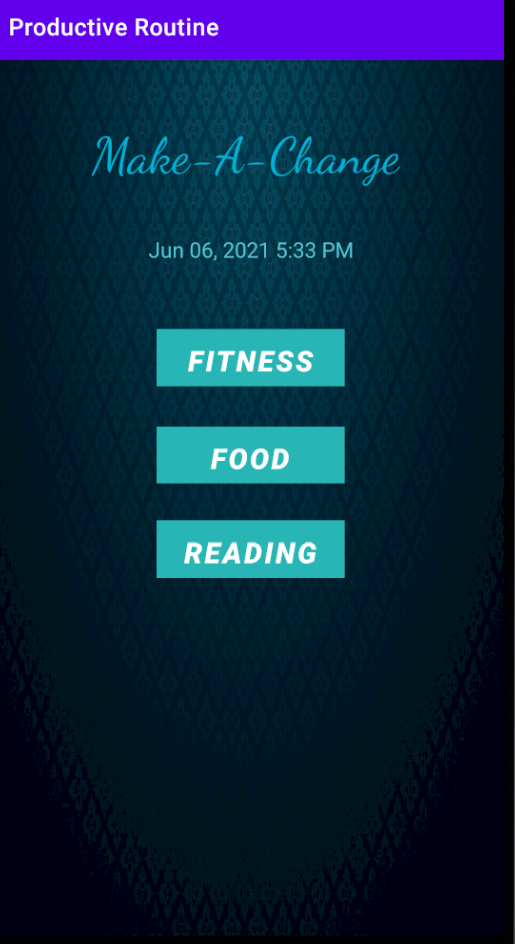 Productive Routine
Make-A-Change
Jun 06, 2021 5:33 PM
FITNESS
FOOD
READING